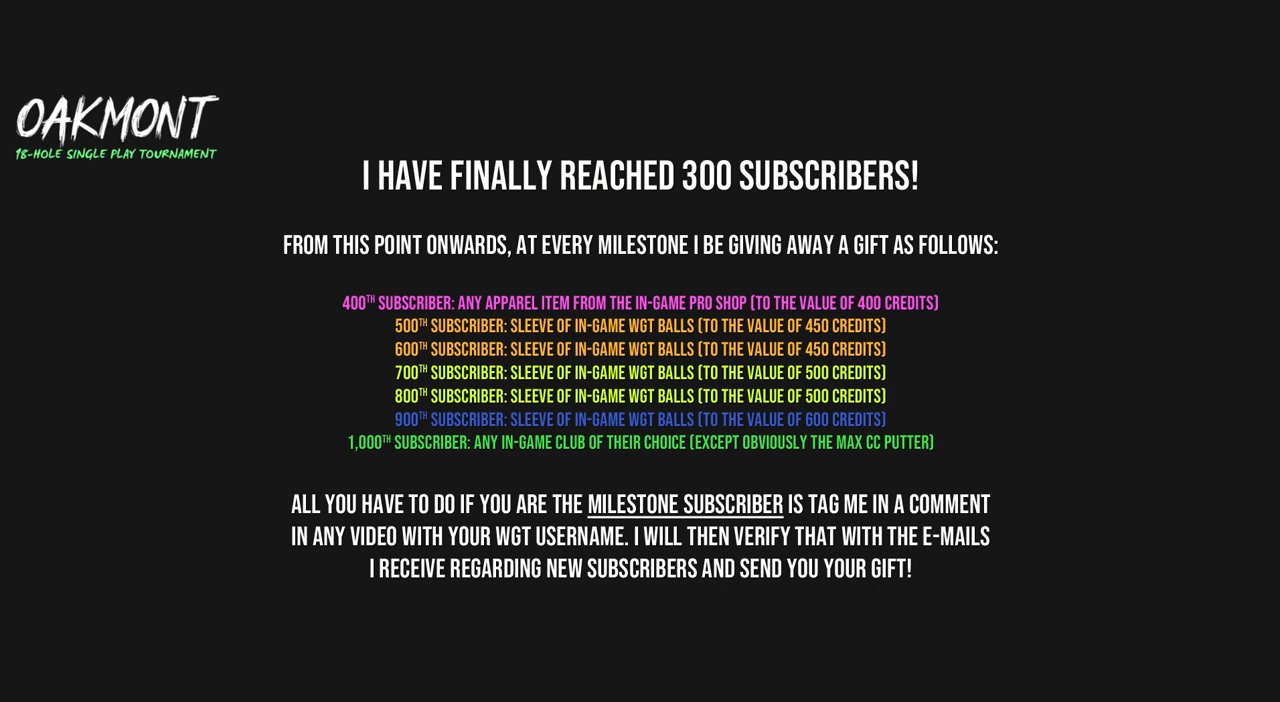 OAKMONT
18-HOLE SINGLE PLAY TOURNAMENT
I HAVE FINALLY REACHED 300 SUBSCRIBERS!
FROM THIS POINT ONWARDS, AT EVERY MILESTONE I BE GIVING AWAY A GIFT AS FOLLOWS:
400TH SUBSCRIBER: ANY APPAREL ITEM FROM THE IN-GAME PRO SHOP (TO THE VALUE OF 400 CREDITS)
500TH SUBSCRIBER: SLEEVE OF IN-GAME WGT BALLS (TO THE VALUE OF 450 CREDITS)
600TH SUBSCRIBER: SLEEVE OF IN-GAME WGT BALLS (TO THE VALUE OF 450 CREDITS)
700TH SUBSCRIBER: SLEEVE OF IN-GAME WGT BALLS (TO THE VALUE OF 500 CREDITS)
800TH SUBSCRIBER: SLEEVE OF IN-GAME WGT BALLS (TO THE VALUE OF 500 CREDITS)
900TH SUBSCRIBER: SLEEVE OF IN-GAME WGT BALLS (TO THE VALUE OF 600 CREDITS)
1,000TH SUBSCRIBER: ANY IN-GAME CLUB OF THEIR CHOICE (EXCEPT OBVIOUSLY THE MAX CC PUTTER)
ALL YOU HAVE TO DO IF YOU ARE THE MILESTONE SUBSCRIBER IS TAG ME IN A COMMENT
IN ANY VIDEO WITH YOUR WGT USERNAME. I WILL THEN VERIFY THAT WITH THE E-MAILS
I RECEIVE REGARDING NEW SUBSCRIBERS AND SEND YOU YOUR GIFT!